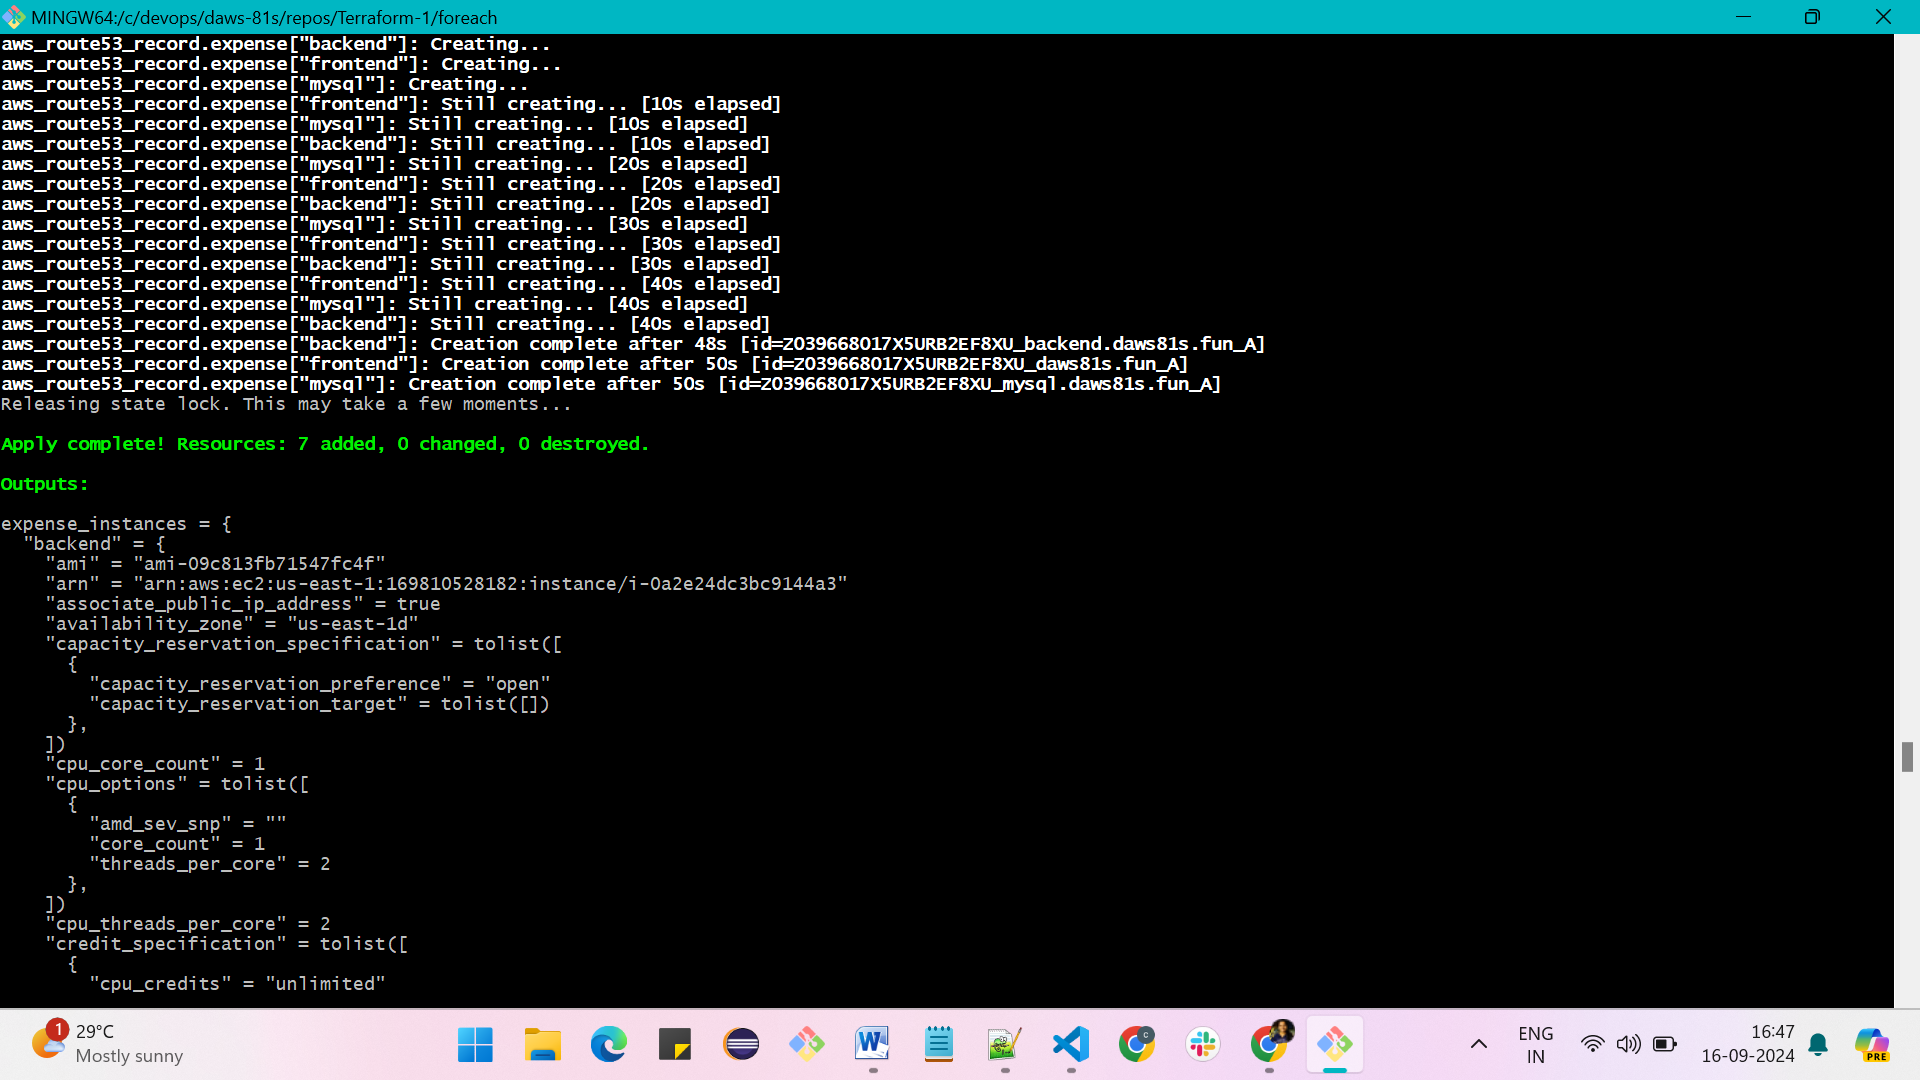 MINGW64:/c/devops/daws-81s/repos/Terraform-1/foreach
aws_route53_record.expense["backend"]: Creating...
aws_route53_record.expense["frontend"]: Creating...
aws_route53_record.expense["mysql"]: Creating...
aws_route53_record.expense["frontend"]: Still creating... [10s elapsed]
aws_route53_record.expense["mysql"]: Still creating... [10s elapsed]
aws_route53_record.expense["backend"]: Still creating... [10s elapsed]
aws_route53_record.expense["mysql"]: Still creating... [20s elapsed]
aws_route53_record.expense["frontend"]: Still creating... [20s elapsed]
aws_route53_record.expense["backend"]: Still creating... [20s elapsed]
aws_route53_record.expense["mysql"]: Still creating... [30s elapsed]
aws_route53_record.expense["frontend"]: Still creating... [30s elapsed]
aws_route53_record.expense["backend"]: Still creating... [30s elapsed]
aws_route53_record.expense["frontend"]: Still creating... [40s elapsed]
aws_route53_record.expense["mysql"]: Still creating... [40s elapsed]
aws_route53_record.expense["backend"]: Still creating... [40s elapsed]
aws_route53_record.expense["backend"]: Creation complete after 48s [id=Z039668017X5URB2EF8XU_backend.daws81s.fun_A]
aws_route53_record.expense["frontend"]: Creation complete after 50s [id=Z039668017X5URB2EF8XU_daws81s.fun_A]
aws_route53_record.expense["mysql"]: Creation complete after 50s [id=Z039668017X5URB2EF8XU_mysql.daws81s.fun_A]
Releasing state lock. This may take a few moments...
Apply complete! Resources: 7 added, 0 changed, 0 destroyed.
Outputs:
expense_instances = {
  "backend" = {
    "ami" = "ami-09c813fb71547fc4f"
    "arn" = "arn:aws:ec2:us-east-1:169810528182:instance/i-0a2e24dc3bc9144a3"
    "associate_public_ip_address" = true
    "availability_zone" = "us-east-1d"
    "capacity_reservation_specification" = tolist([
      {
        "capacity_reservation_preference" = "open"
        "capacity_reservation_target" = tolist([])
      },
    ])
    "cpu_core_count" = 1
    "cpu_options" = tolist([
      {
        "amd_sev_snp" = ""
        "core_count" = 1
        "threads_per_core" = 2
      },
    ])
    "cpu_threads_per_core" = 2
    "credit_specification" = tolist([
      {
        "cpu_credits" = "unlimited"
1
29°C
Mostly sunny
W
c
ENG
IN
16:47
16-09-2024
PRE